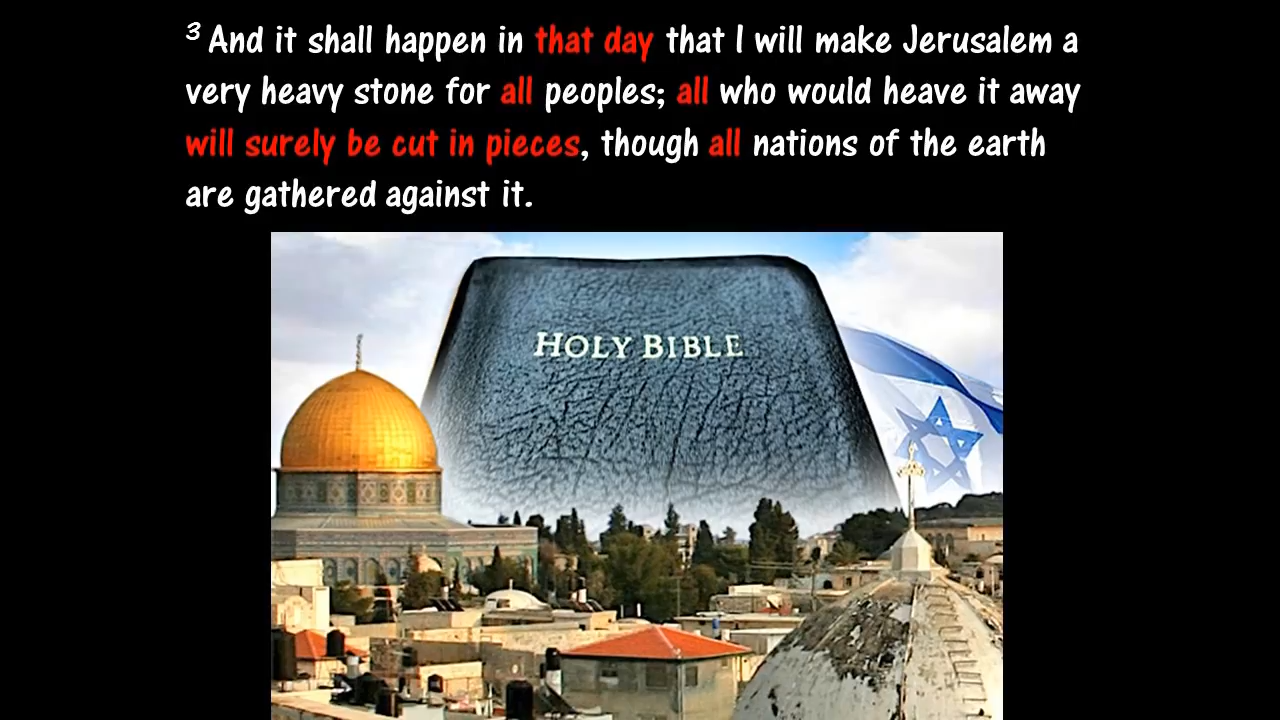 3 And it shall happen in that day that I will make Jerusalem a
very heavy stone for all peoples; all who would heave it away
will surely be cut in pieces, though all nations of the earth
are gathered against it.
HOLY BIBLE